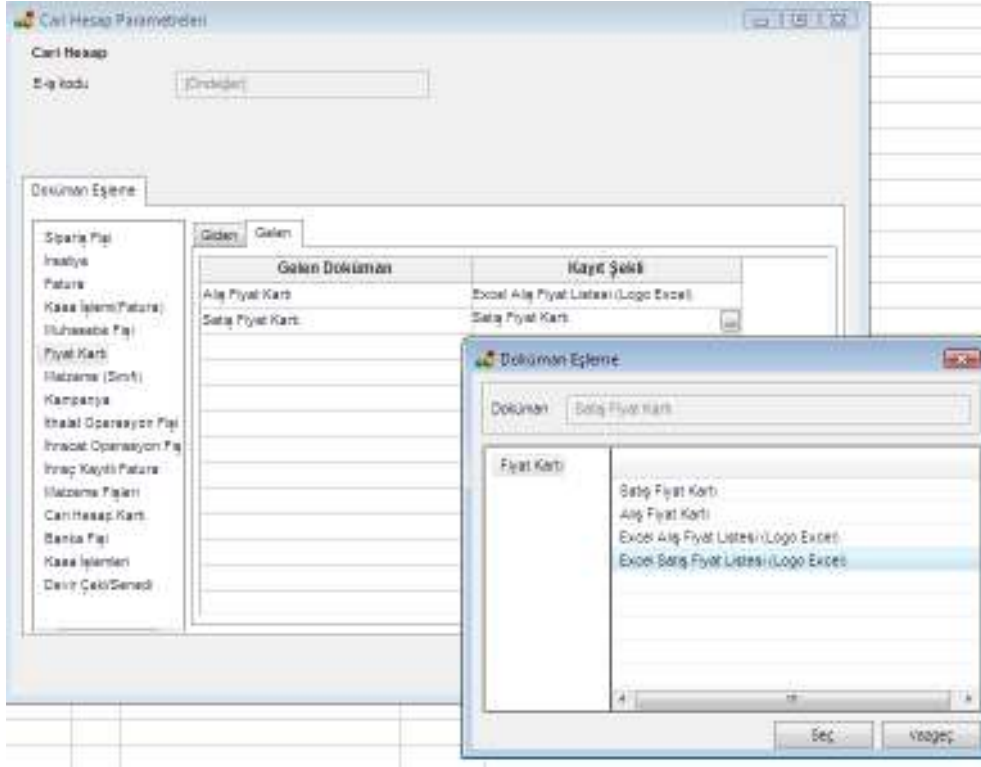 Cari Hesap Parametreleri
Cari Hesap
E-iş kodu
[Öndeğer]
Doküman Eşleme
Sipariş Fişi
İrsaliye
Fatura
Kasa İşlemi(Fatura)
Muhasebe Fişi
Fiyat Kartı
Malzeme (Sınıfı)
Kampanya
İthalat Operasyon Fişi
İhracat Operasyon Fiş
İhraç Kayıtlı Fatura
Malzeme Fişleri
Cari Hesap Kartı
Banka Fişi
Kasa İşlemleri
Devir Çeki/Senedi
Giden
Gelen
Gelen Doküman
Kayıt Şekli
Alış Fiyat Kartı
Excel Alış Fiyat Listesi (Logo Excel)
Satış Fiyat Kartı
Satış Fiyat Kartı
Doküman Eşleme
Doküman
Satış Fiyat Kartı
Fiyat Kartı
Satış Fiyat Kartı
Alış Fiyat Kartı
Excel Alış Fiyat Listesi (Logo Excel)
Excel Satış Fiyat Listesi (Logo Excel)
Seç
Vazgeç